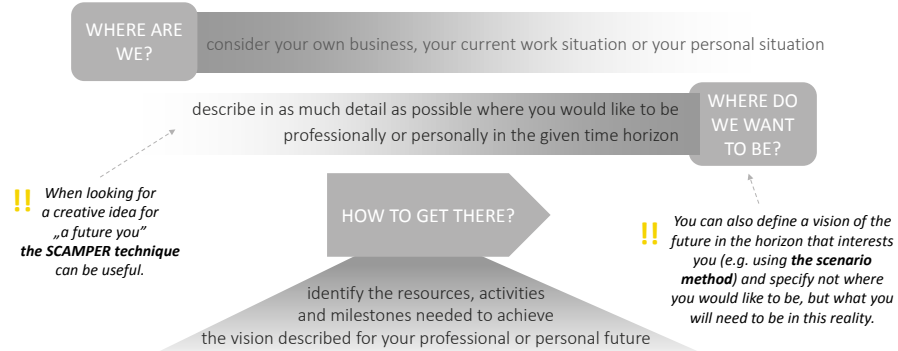 WHERE ARE
WE?
consider your own business, your current work situation or your personal situation
describe in as much detail as possible where you would like to be
professionally or personally in the given time horizon
WHERE DO
WE WANT
TO BE?
!!
When looking for
a creative idea for
„a future you”
the SCAMPER technique
can be useful.
HOW TO GET THERE?
!!
You can also define a vision of the
future in the horizon that interests
you (e.g. using the scenario
method) and specify not where
you would like to be, but what you
will need to be in this reality.
identify the resources, activities
and milestones needed to achieve
the vision described for your professional or personal future